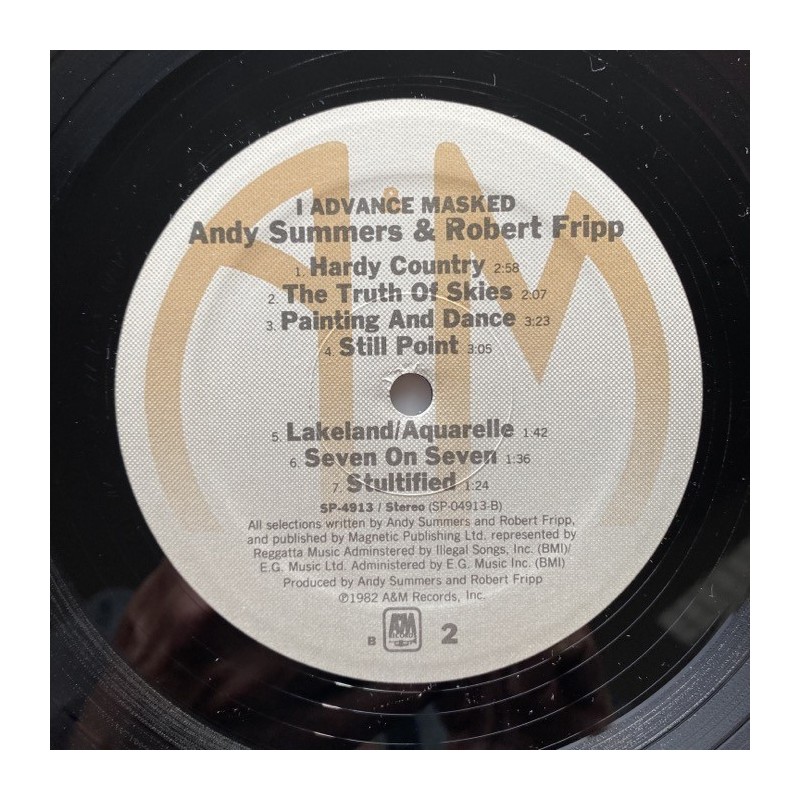 I ADVANCE MASKED
Andy Summers & Robert Fripp
1. Hardy Country 2:58
2. The Truth Of Skies 2:07
3. Painting And Dance 3:23
4. Still Point 3:05
5. Lakeland/Aquarelle 1:42
6. Seven On Seven 1:36
7. Stultified 1:24
SP-4913 / Stereo (SP-04913-B)
All selections written by Andy Summers and Robert Fripp,
and published by Magnetic Publishing Ltd. represented by
Reggatta Music Adminstered by Illegal Songs, Inc. (BMI)/
E.G. Music Ltd. Administered by E.G. Music Ltd. (BMI)
Produced by Andy Summers and Robert Fripp
℗1982 A&M Records, Inc.
B A&M RECORDS 2